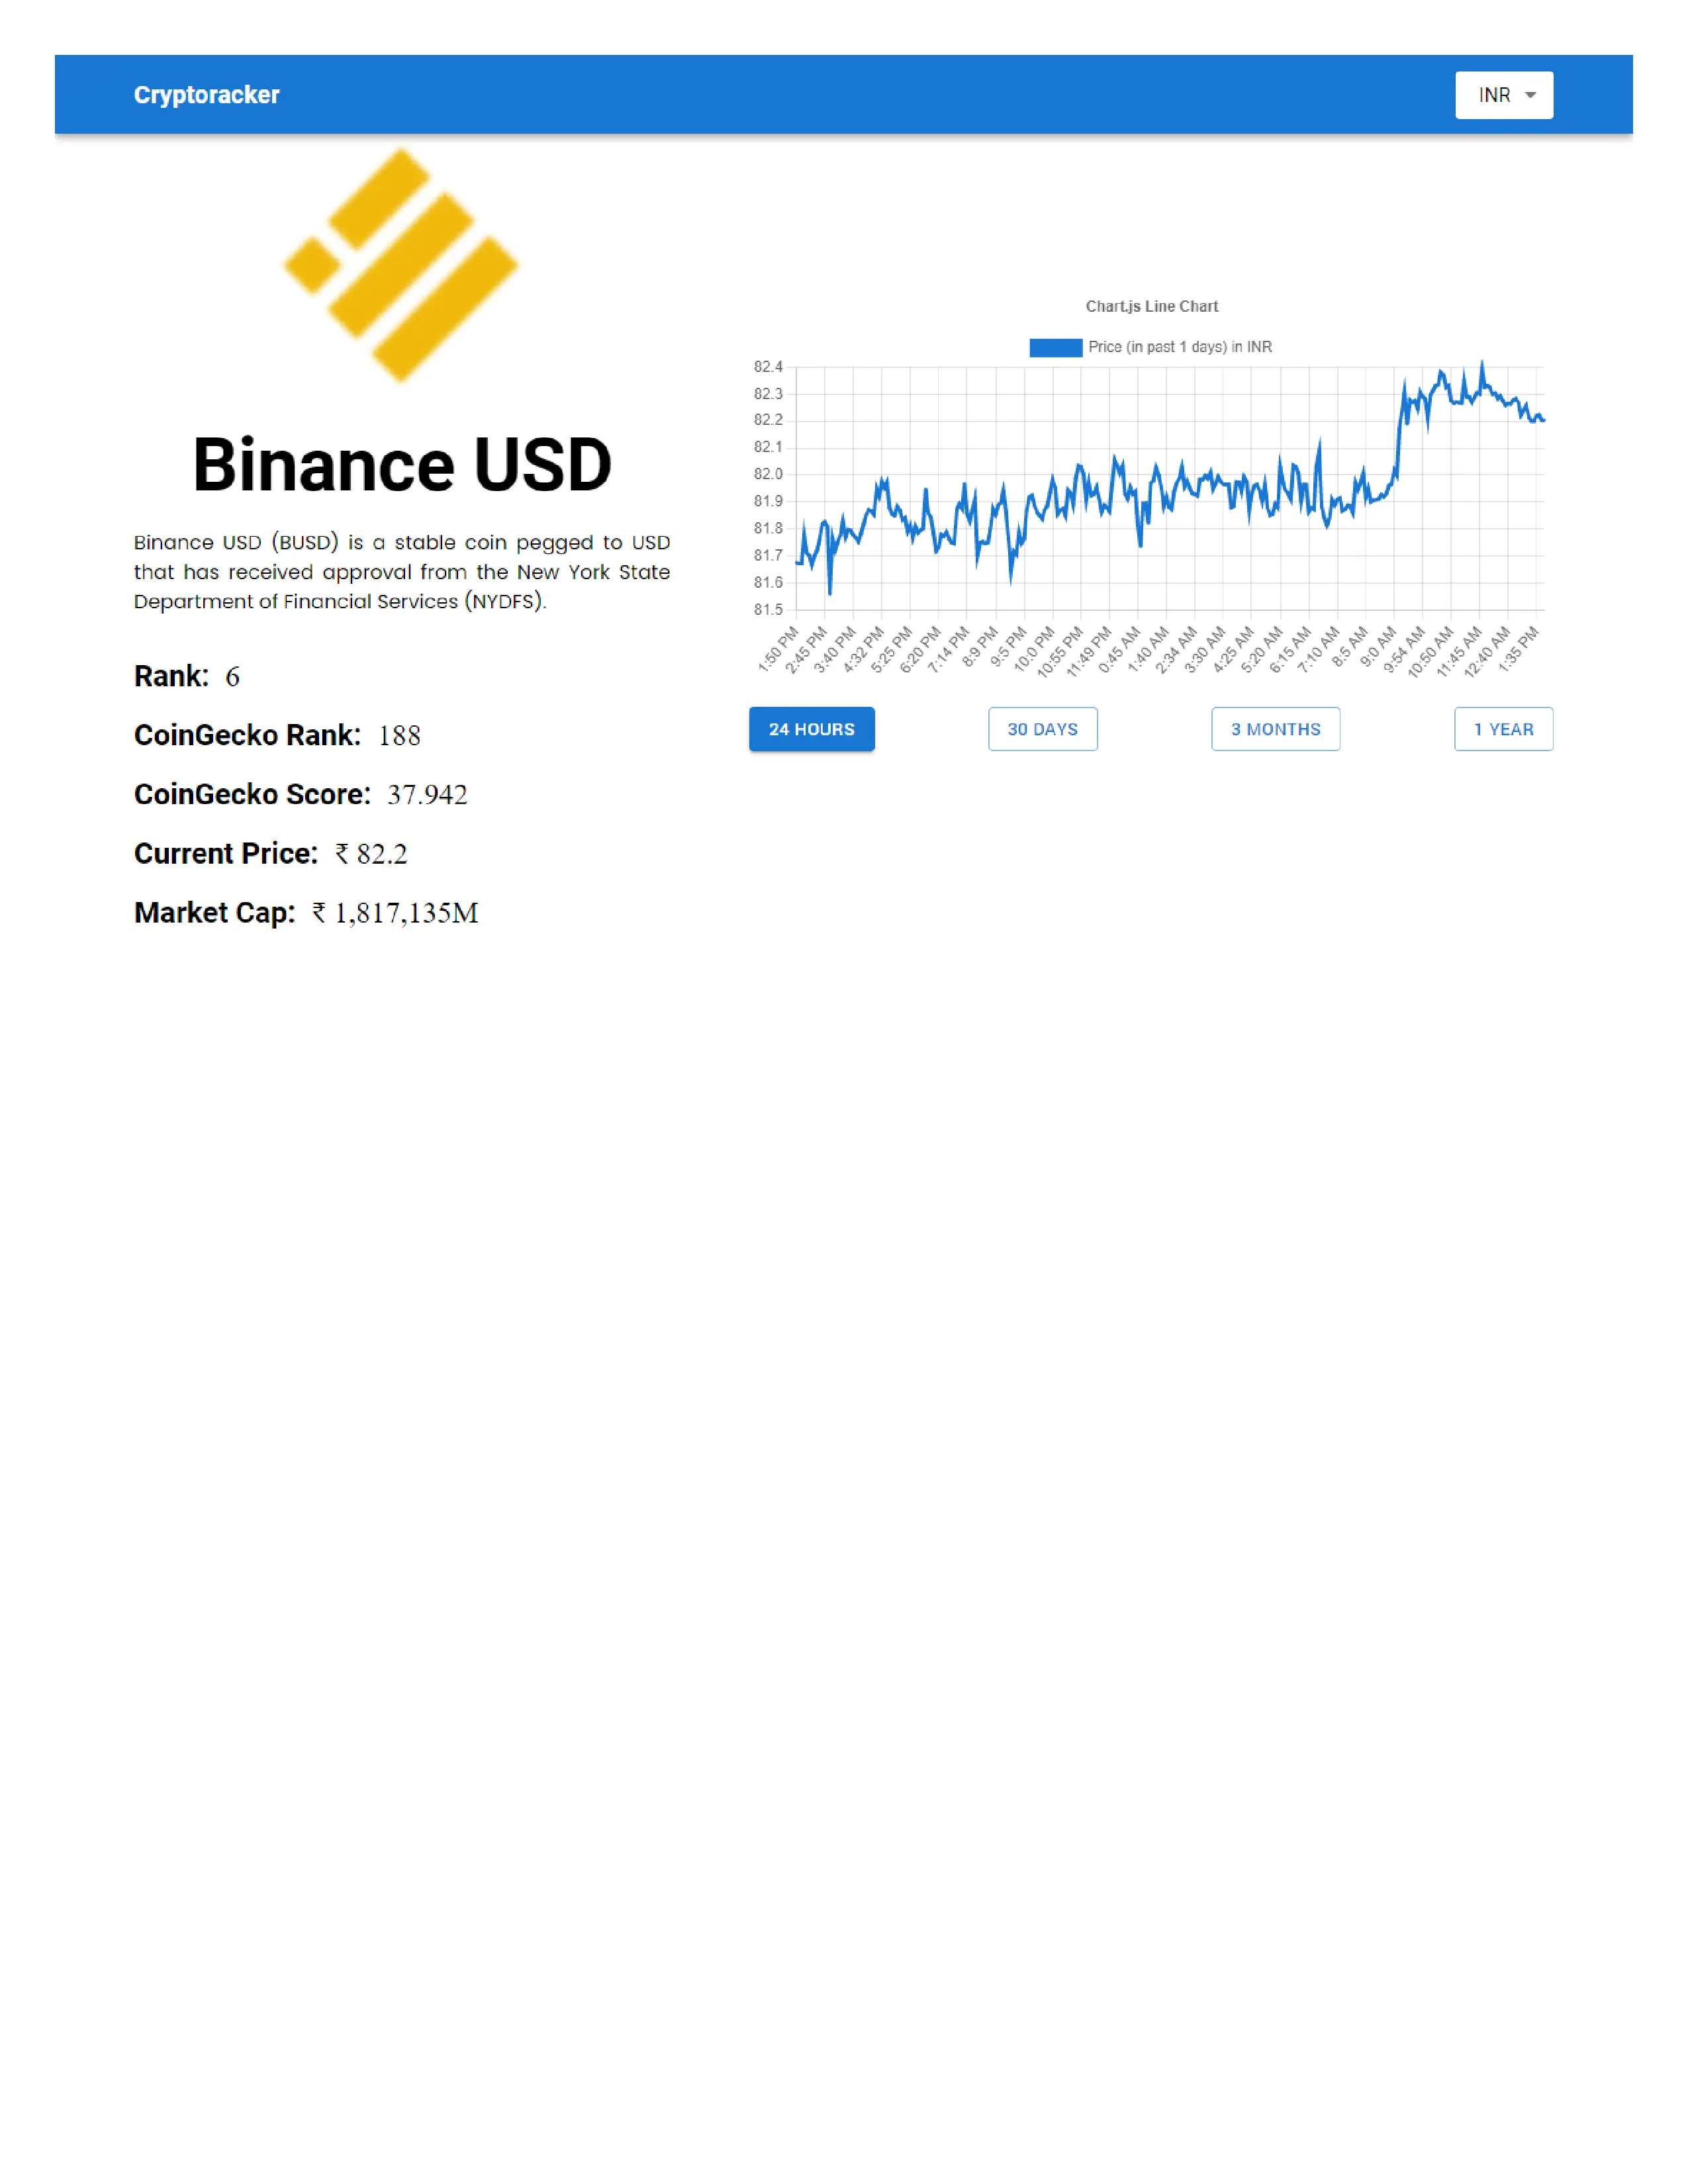 Cryptoracker
INR
Binance USD
Binance USD (BUSD) is a stable coin pegged to USD
that has received approval from the New York State
Department of Financial Services (NYDFS).
Rank: 6
CoinGecko Rank: 188
CoinGecko Score: 37.942
Current Price: ₹ 82.2
Market Cap: ₹ 1,817,135M
Chart.js Line Chart
Price (in past 1 days) in INR
82.4
82.3
82.2
82.1
82.0
81.9
81.8
81.7
81.6
81.5
1:50 PM
2:45 PM
3:40 PM
4:32 PM
5:25 PM
6:20 PM
7:14 PM
8:9 PM
9:5 PM
10:0 PM
10:55 PM
11:49 PM
0:45 AM
1:40 AM
2:34 AM
3:30 AM
4:25 AM
5:20 AM
6:15 AM
7:10 AM
8:5 AM
9:0 AM
9:54 AM
10:50 AM
11:45 AM
12:40 AM
1:35 PM
24 HOURS
30 DAYS
3 MONTHS
1 YEAR